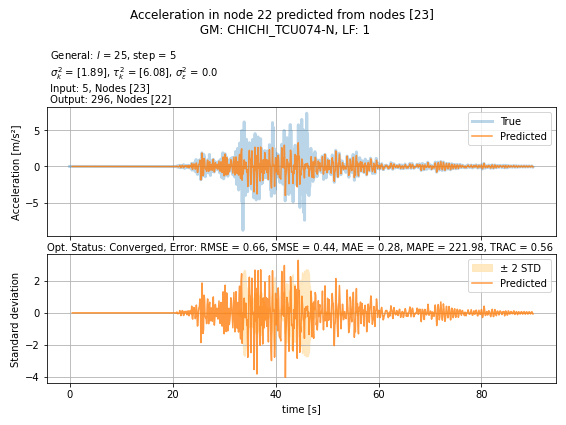 Acceleration in node 22 predicted from nodes [23]
GM: CHICHI_TCU074-N, LF: 1
General: l = 25, step = 5
σ²ₖ = [1.89], τ²ₖ = [6.08], σ²ε = 0.0
Input: 5, Nodes [23]
Output: 296, Nodes [22]
Acceleration [m/s²]
5
0
−5
True
Predicted
Opt. Status: Converged, Error: RMSE = 0.66, SMSE = 0.44, MAE = 0.28, MAPE = 221.98, TRAC = 0.56
Standard deviation
2
0
−2
−4
± 2 STD
Predicted
0 20 40 60 80
time [s]